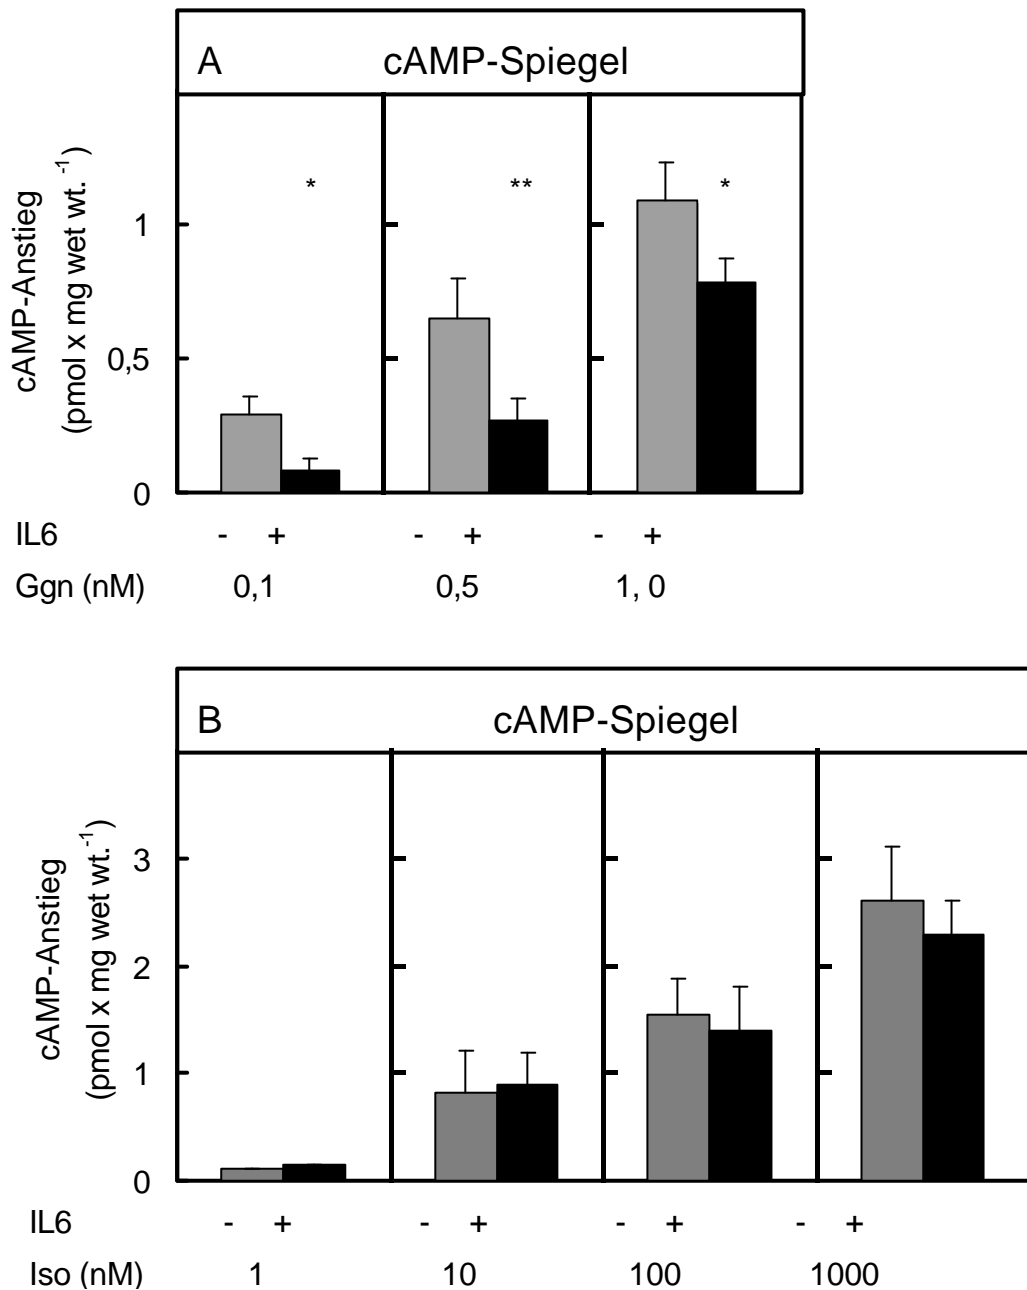 A cAMP-Spiegel
cAMP-Anstieg
(pmol x mg wet wt. -1)
* ** *
1
0,5
0
IL6 - + - + - +
Ggn (nM) 0,1 0,5 1, 0
B cAMP-Spiegel
cAMP-Anstieg
(pmol x mg wet wt.-1)
3
2
1
0
IL6 - + - + - + - +
Iso (nM) 1 10 100 1000